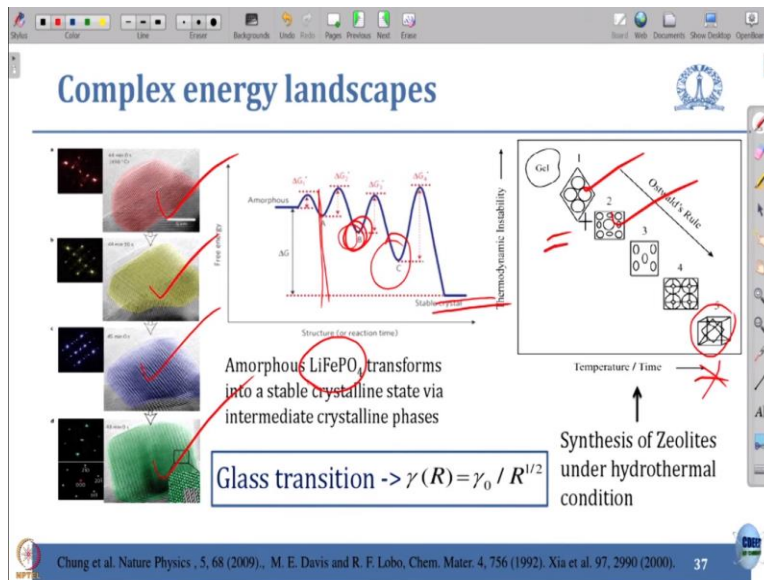 Stylus
Color
Line
Eraser
Backgrounds
Undo Redo
Pages Previous Next Erase
Board Web Documents Show Desktop
Complex energy landscapes
a
b
c
d
Free energy
Amorphous
ΔG
A
B
C
Stable crystal
Structure (or reaction time)
Amorphous LiFePO4 transforms
into a stable crystalline state via
intermediate crystalline phases
Thermodynamic Instability
Gel
1
2
3
4
5
Ostwald's Rule
Temperature / Time
Synthesis of Zeolites
under hydrothermal
condition
Glass transition -> γ(R) = γ0 / R1/2
Chung et al. Nature Physics , 5, 68 (2009)., M. E. Davis and R. F. Lobo, Chem. Mater. 4, 756 (1992). Xia et al. 97, 2990 (2000). 37
NPTEL
CDEEP